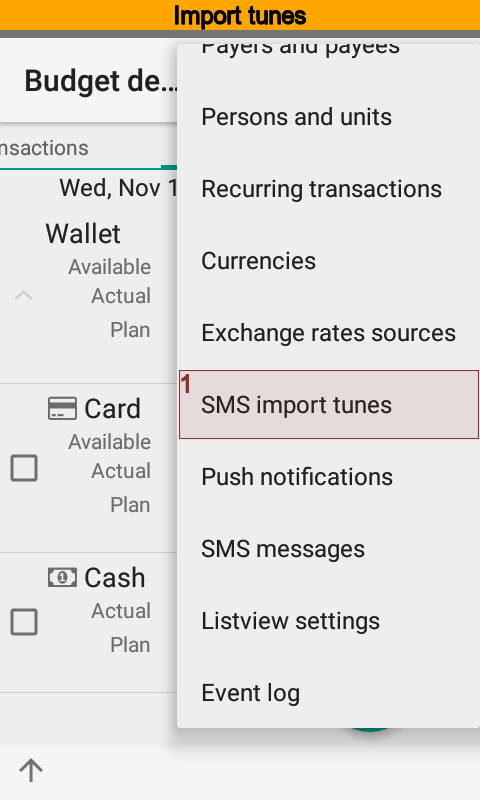 Import tunes
Payers and payees
Budget de...
Persons and units
nsactions
Recurring transactions
Wed, Nov 1
Wallet
Currencies
Available
Actual
Plan
Exchange rates sources
1
SMS import tunes
Card
Available
Actual
Plan
Push notifications
SMS messages
Cash
Actual
Plan
Listview settings
Event log